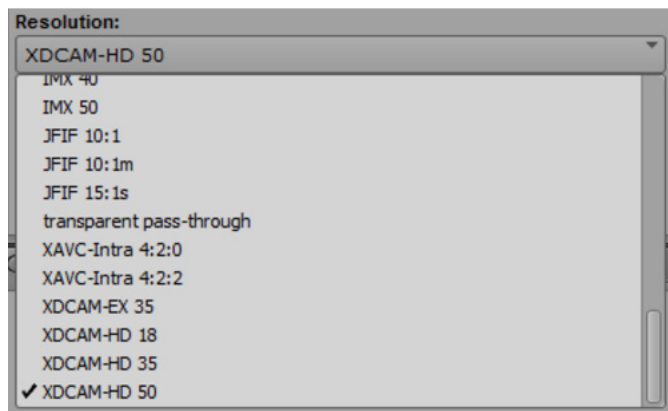 Resolution:
XDCAM-HD 50
IMX 40
IMX 50
JFIF 10:1
JFIF 10:1m
JFIF 15:1s
transparent pass-through
XAVC-Intra 4:2:0
XAVC-Intra 4:2:2
XDCAM-EX 35
XDCAM-HD 18
XDCAM-HD 35
✓ XDCAM-HD 50